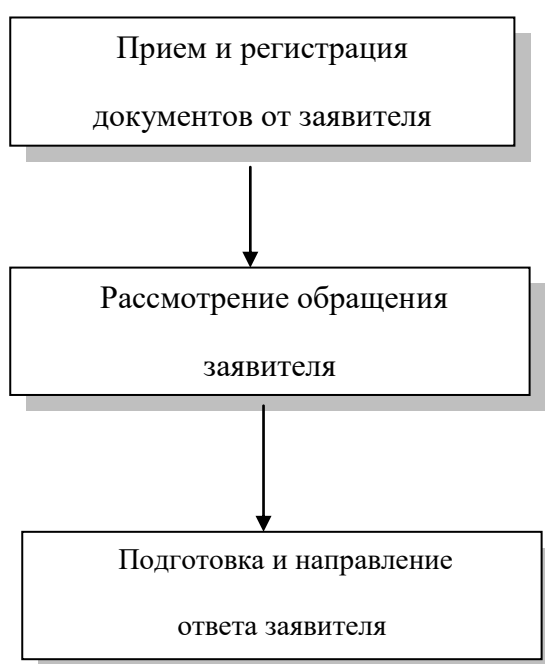 Прием и регистрация
документов от заявителя
Рассмотрение обращения
заявителя
Подготовка и направление
ответа заявителя